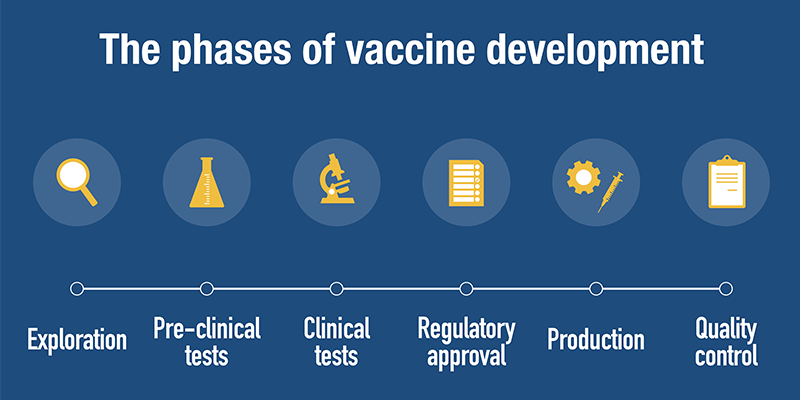 The phases of vaccine development
Exploration
Pre-clinical
tests
Clinical
tests
Regulatory
approval
Production
Quality
control